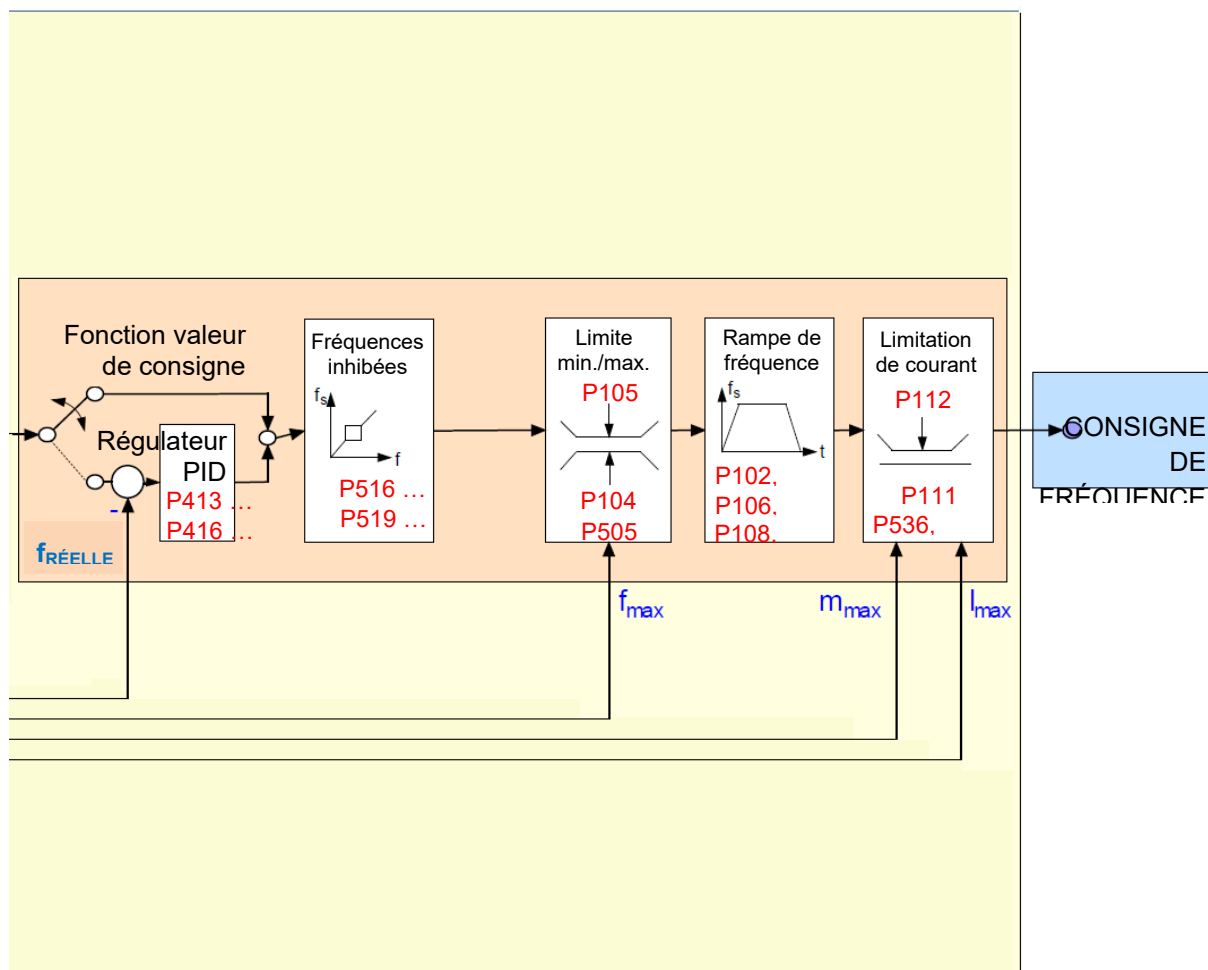 Fonction valeur
de consigne
Régulateur
PID
P413 ...
P416 ...
-
fRÉELLE
Fréquences
inhibées
fs
f
P516 ...
P519 ...
Limite
min./max.
P105
P104
P505
fmax
Rampe de
fréquence
fs
t
P102,
P106,
P108,
Limitation
de courant
P112
P111
P536,
mmax
Imax
CONSIGNE
DE
FRÉQUENCE